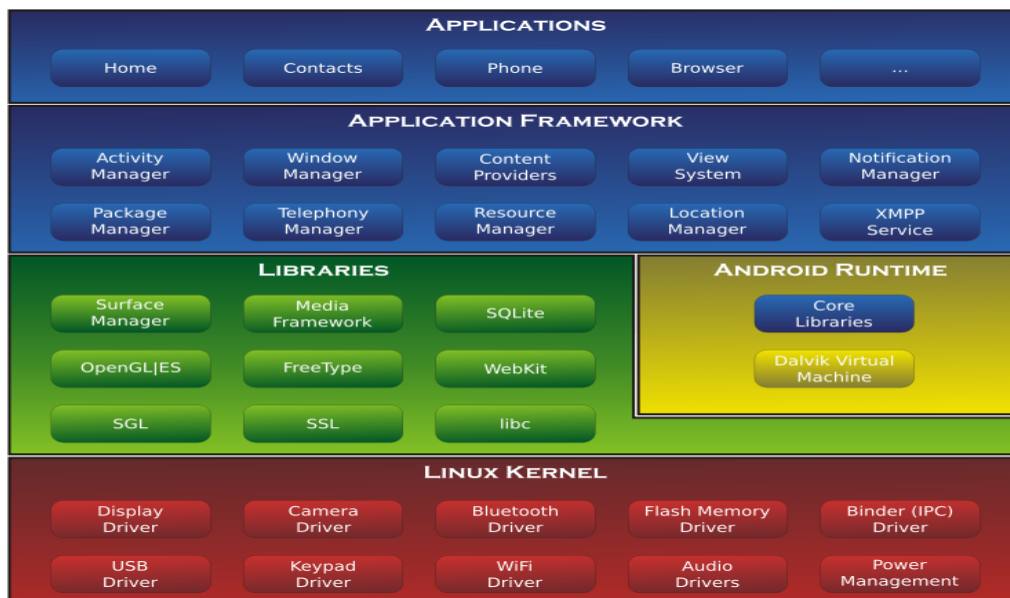 APPLICATIONS
Home
Contacts
Phone
Browser
...
APPLICATION FRAMEWORK
Activity
Manager
Window
Manager
Content
Providers
View
System
Notification
Manager
Package
Manager
Telephony
Manager
Resource
Manager
Location
Manager
XMPP
Service
LIBRARIES
Surface
Manager
Media
Framework
SQLite
OpenGL|ES
FreeType
WebKit
SGL
SSL
libc
ANDROID RUNTIME
Core
Libraries
Dalvik Virtual
Machine
LINUX KERNEL
Display
Driver
Camera
Driver
Bluetooth
Driver
Flash Memory
Driver
Binder (IPC)
Driver
USB
Driver
Keypad
Driver
WiFi
Driver
Audio
Drivers
Power
Management